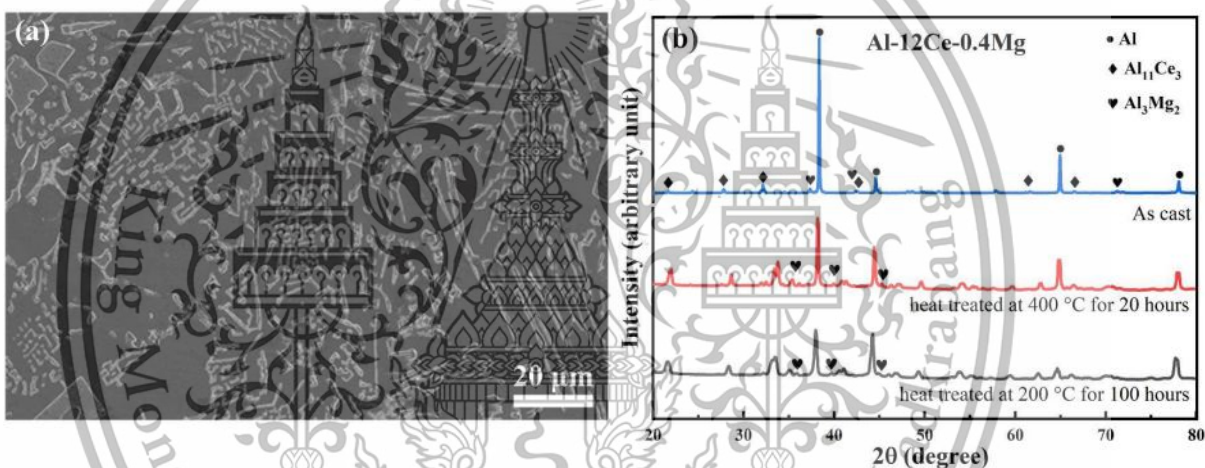 (a)
20 µm
King Mon
(b)
Al-12Ce-0.4Mg
• Al
♦ Al₁₁Ce₃
♥ Al₃Mg₂
As cast
heat treated at 400 °C for 20 hours
heat treated at 200 °C for 100 hours
Intensity (arbitrary unit)
20 30 40 50 60 70 80
2θ (degree)
adkrabang